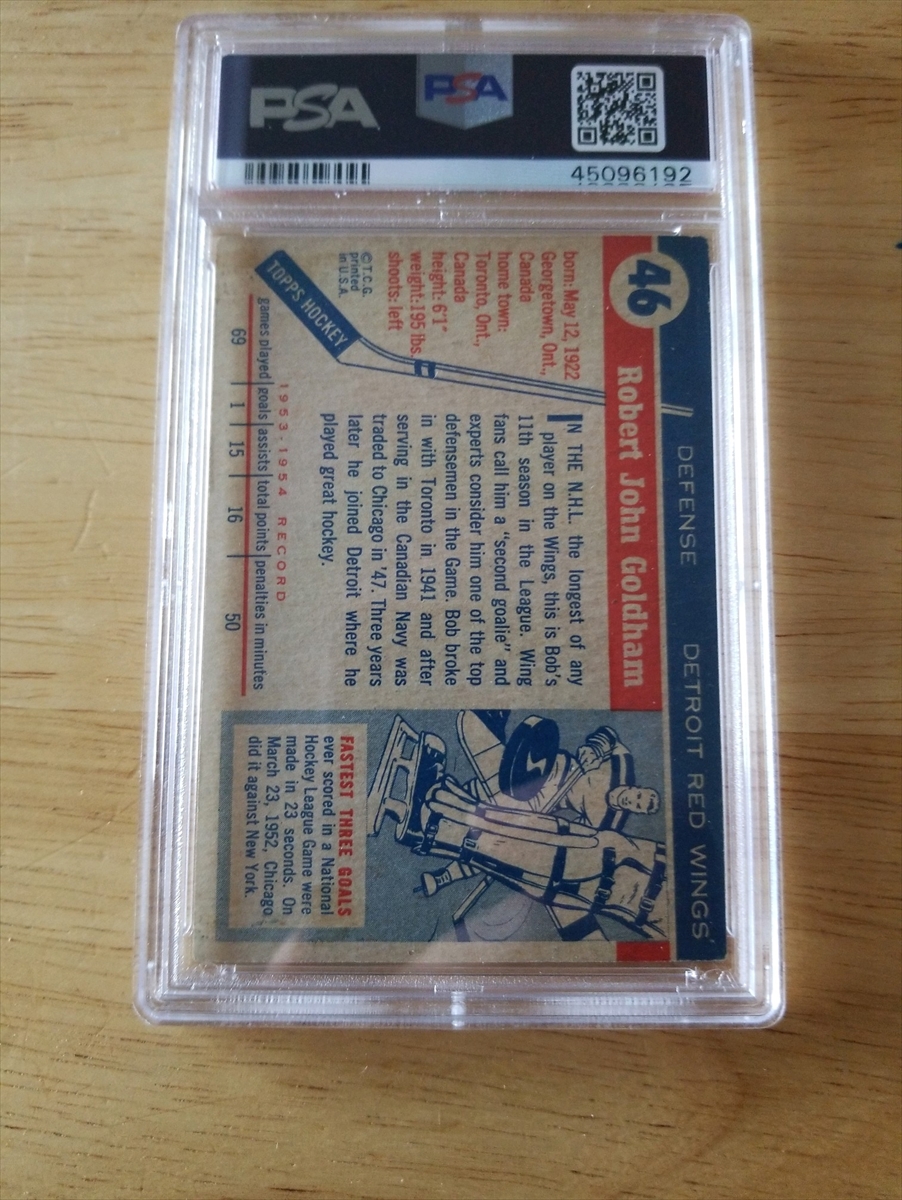 PSA
PSA
45096192
DEFENSE DETROIT RED WINGS
46
Robert John Goldham
born: May 12, 1922
Georgetown, Ont.,
Canada
home town:
Toronto, Ont.,
Canada
height: 6'1"
weight: 195 lbs.
shoots: left
© T.C.G.
printed
in U.S.A.
TOPPS HOCKEY
IN THE N.H.L. the longest of any
player on the Wings, this is Bob's
11th season in the League. Wing
fans call him a "second goalie" and
experts consider him one of the top
defensemen in the Game. Bob broke
in with Toronto in 1941 and after
serving in the Canadian Navy was
traded to Chicago in '47. Three years
later he joined Detroit where he
played great hockey.
1953-1954 RECORD
games played goals assists total points penalties in minutes
69 1 15 16 50
FASTEST THREE GOALS
ever scored in a National
Hockey League Game were
made in 23 seconds. On
March 23, 1952, Chicago
did it against New York.